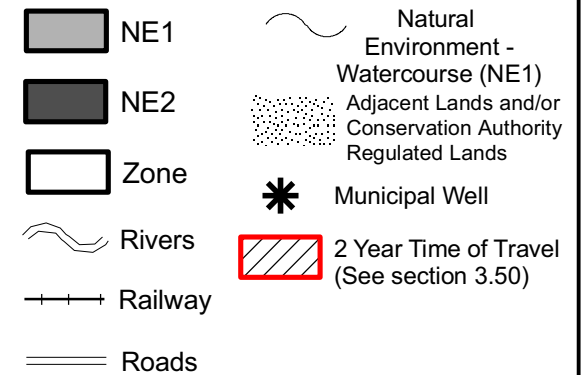 NE1
NE2
Zone
Rivers
Railway
Roads
Natural
Environment -
Watercourse (NE1)
Adjacent Lands and/or
Conservation Authority
Regulated Lands
Municipal Well
2 Year Time of Travel
(See section 3.50)